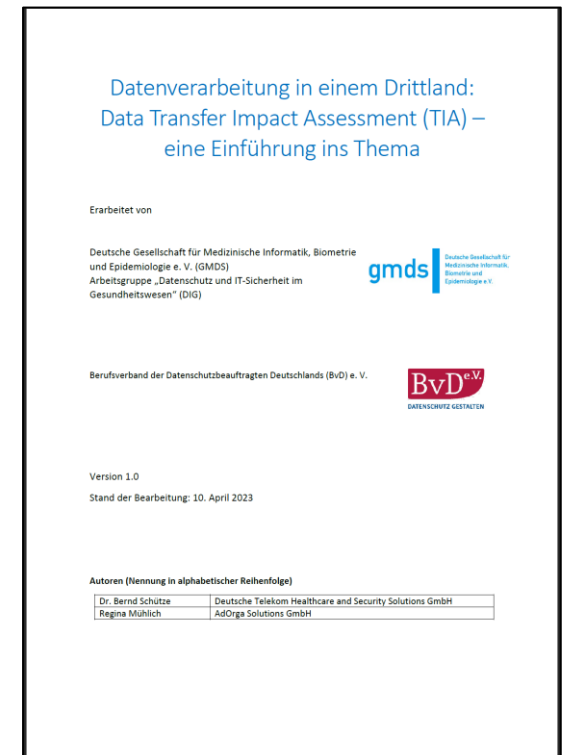 Datenverarbeitung in einem Drittland:
Data Transfer Impact Assessment (TIA) –
eine Einführung ins Thema
Erarbeitet von
Deutsche Gesellschaft für Medizinische Informatik, Biometrie
und Epidemiologie e. V. (GMDS)
Arbeitsgruppe „Datenschutz und IT-Sicherheit im
Gesundheitswesen“ (DIG)
gmds
Deutsche Gesellschaft für
Medizinische Informatik,
Biometrie und
Epidemiologie e.V.
Berufsverband der Datenschutzbeauftragten Deutschlands (BvD) e. V.
BvD e.V.
DATENSCHUTZ GESTALTEN
Version 1.0
Stand der Bearbeitung: 10. April 2023
Autoren (Nennung in alphabetischer Reihenfolge)
Dr. Bernd Schütze Deutsche Telekom Healthcare and Security Solutions GmbH
Regina Mühlich AdOrga Solutions GmbH